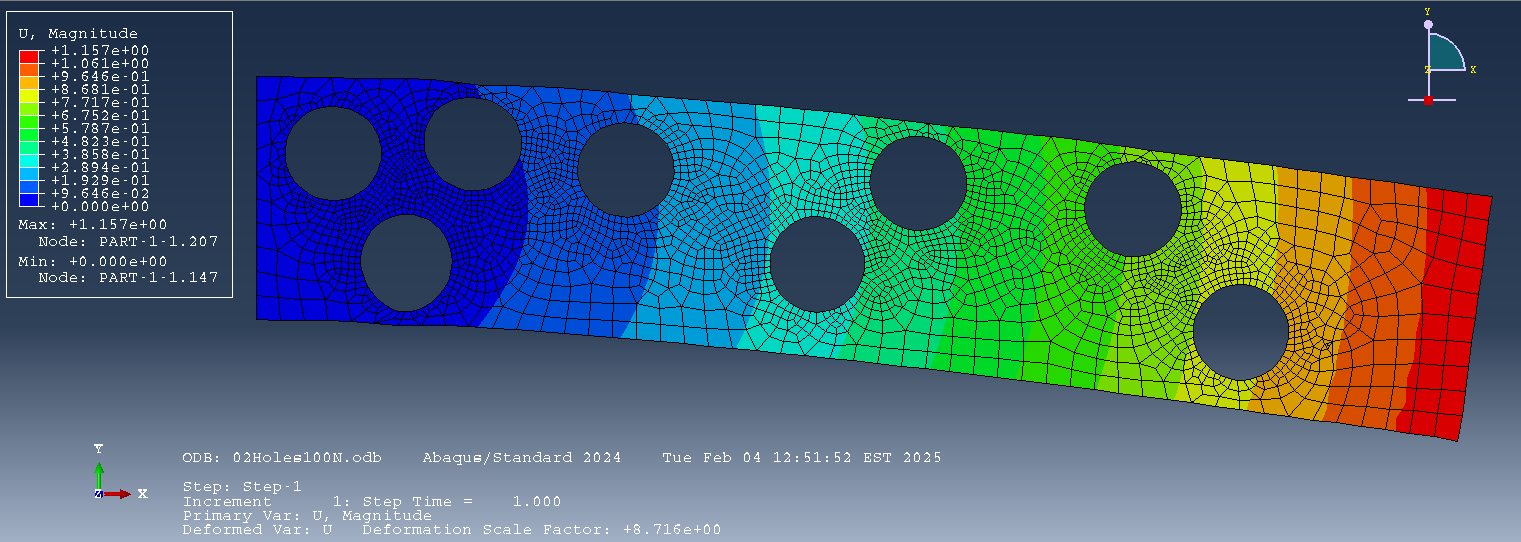 U, Magnitude
+1.157e+00
+1.061e+00
+9.646e-01
+8.681e-01
+7.717e-01
+6.752e-01
+5.787e-01
+4.823e-01
+3.858e-01
+2.894e-01
+1.929e-01
+9.646e-02
+0.000e+00
Max: +1.157e+00
Node: PART-1-1.207
Min: +0.000e+00
Node: PART-1-1.147
Y
Z X
Y
Z X
ODB: 02Holes100N.odb Abaqus/Standard 2024 Tue Feb 04 12:51:52 EST 2025
Step: Step-1
Increment 1: Step Time = 1.000
Primary Var: U, Magnitude
Deformed Var: U Deformation Scale Factor: +8.716e+00